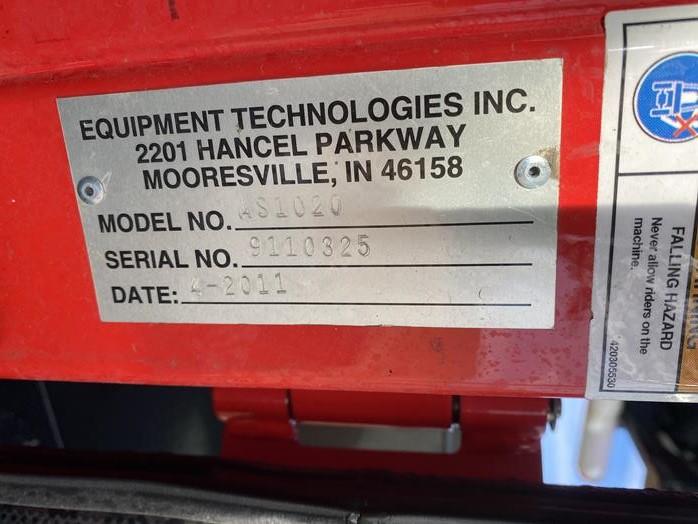 EQUIPMENT TECHNOLOGIES INC.
2201 HANCEL PARKWAY
MOORESVILLE, IN 46158
MODEL NO. AS1020
SERIAL NO. 9110325
DATE: 4-2011
FALLING HAZARD
Never allow riders on the
machine.
420305530